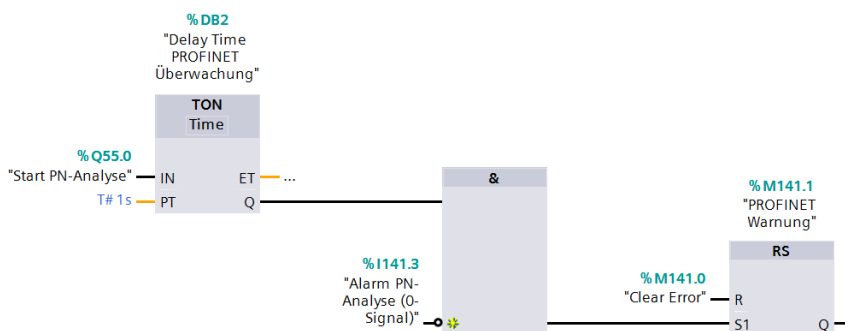 %DB2
"Delay Time
PROFINET
Überwachung"
TON
Time
%Q55.0
"Start PN-Analyse"
IN
ET
...
T#1s
PT
Q
&
%I141.3
"Alarm PN-
Analyse (0-
Signal)"
%M141.1
"PROFINET
Warnung"
RS
%M141.0
"Clear Error"
R
S1
Q